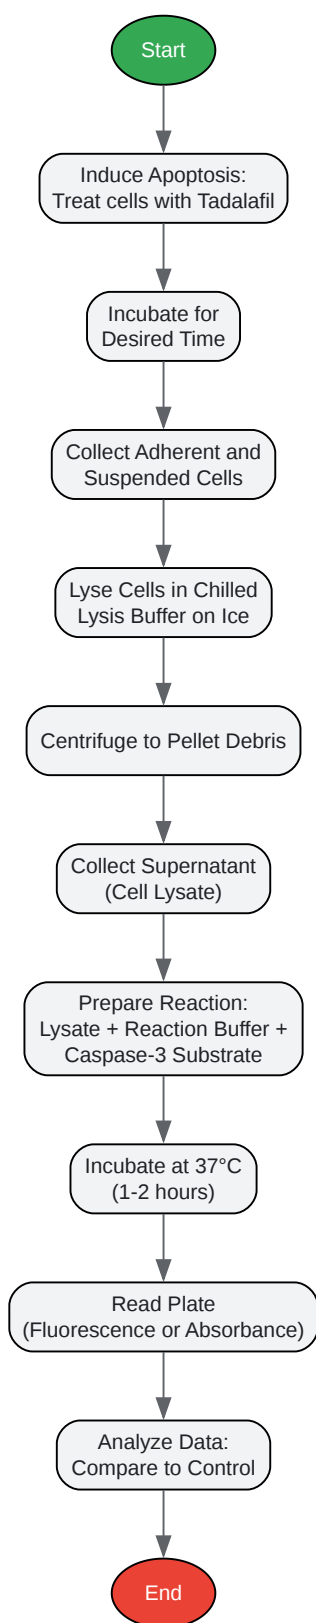 Start
Induce Apoptosis:
Treat cells with Tadalafil
Incubate for
Desired Time
Collect Adherent and
Suspended Cells
Lyse Cells in Chilled
Lysis Buffer on Ice
Centrifuge to Pellet Debris
Collect Supernatant
(Cell Lysate)
Prepare Reaction:
Lysate + Reaction Buffer +
Caspase-3 Substrate
Incubate at 37°C
(1-2 hours)
Read Plate
(Fluorescence or Absorbance)
Analyze Data:
Compare to Control
End